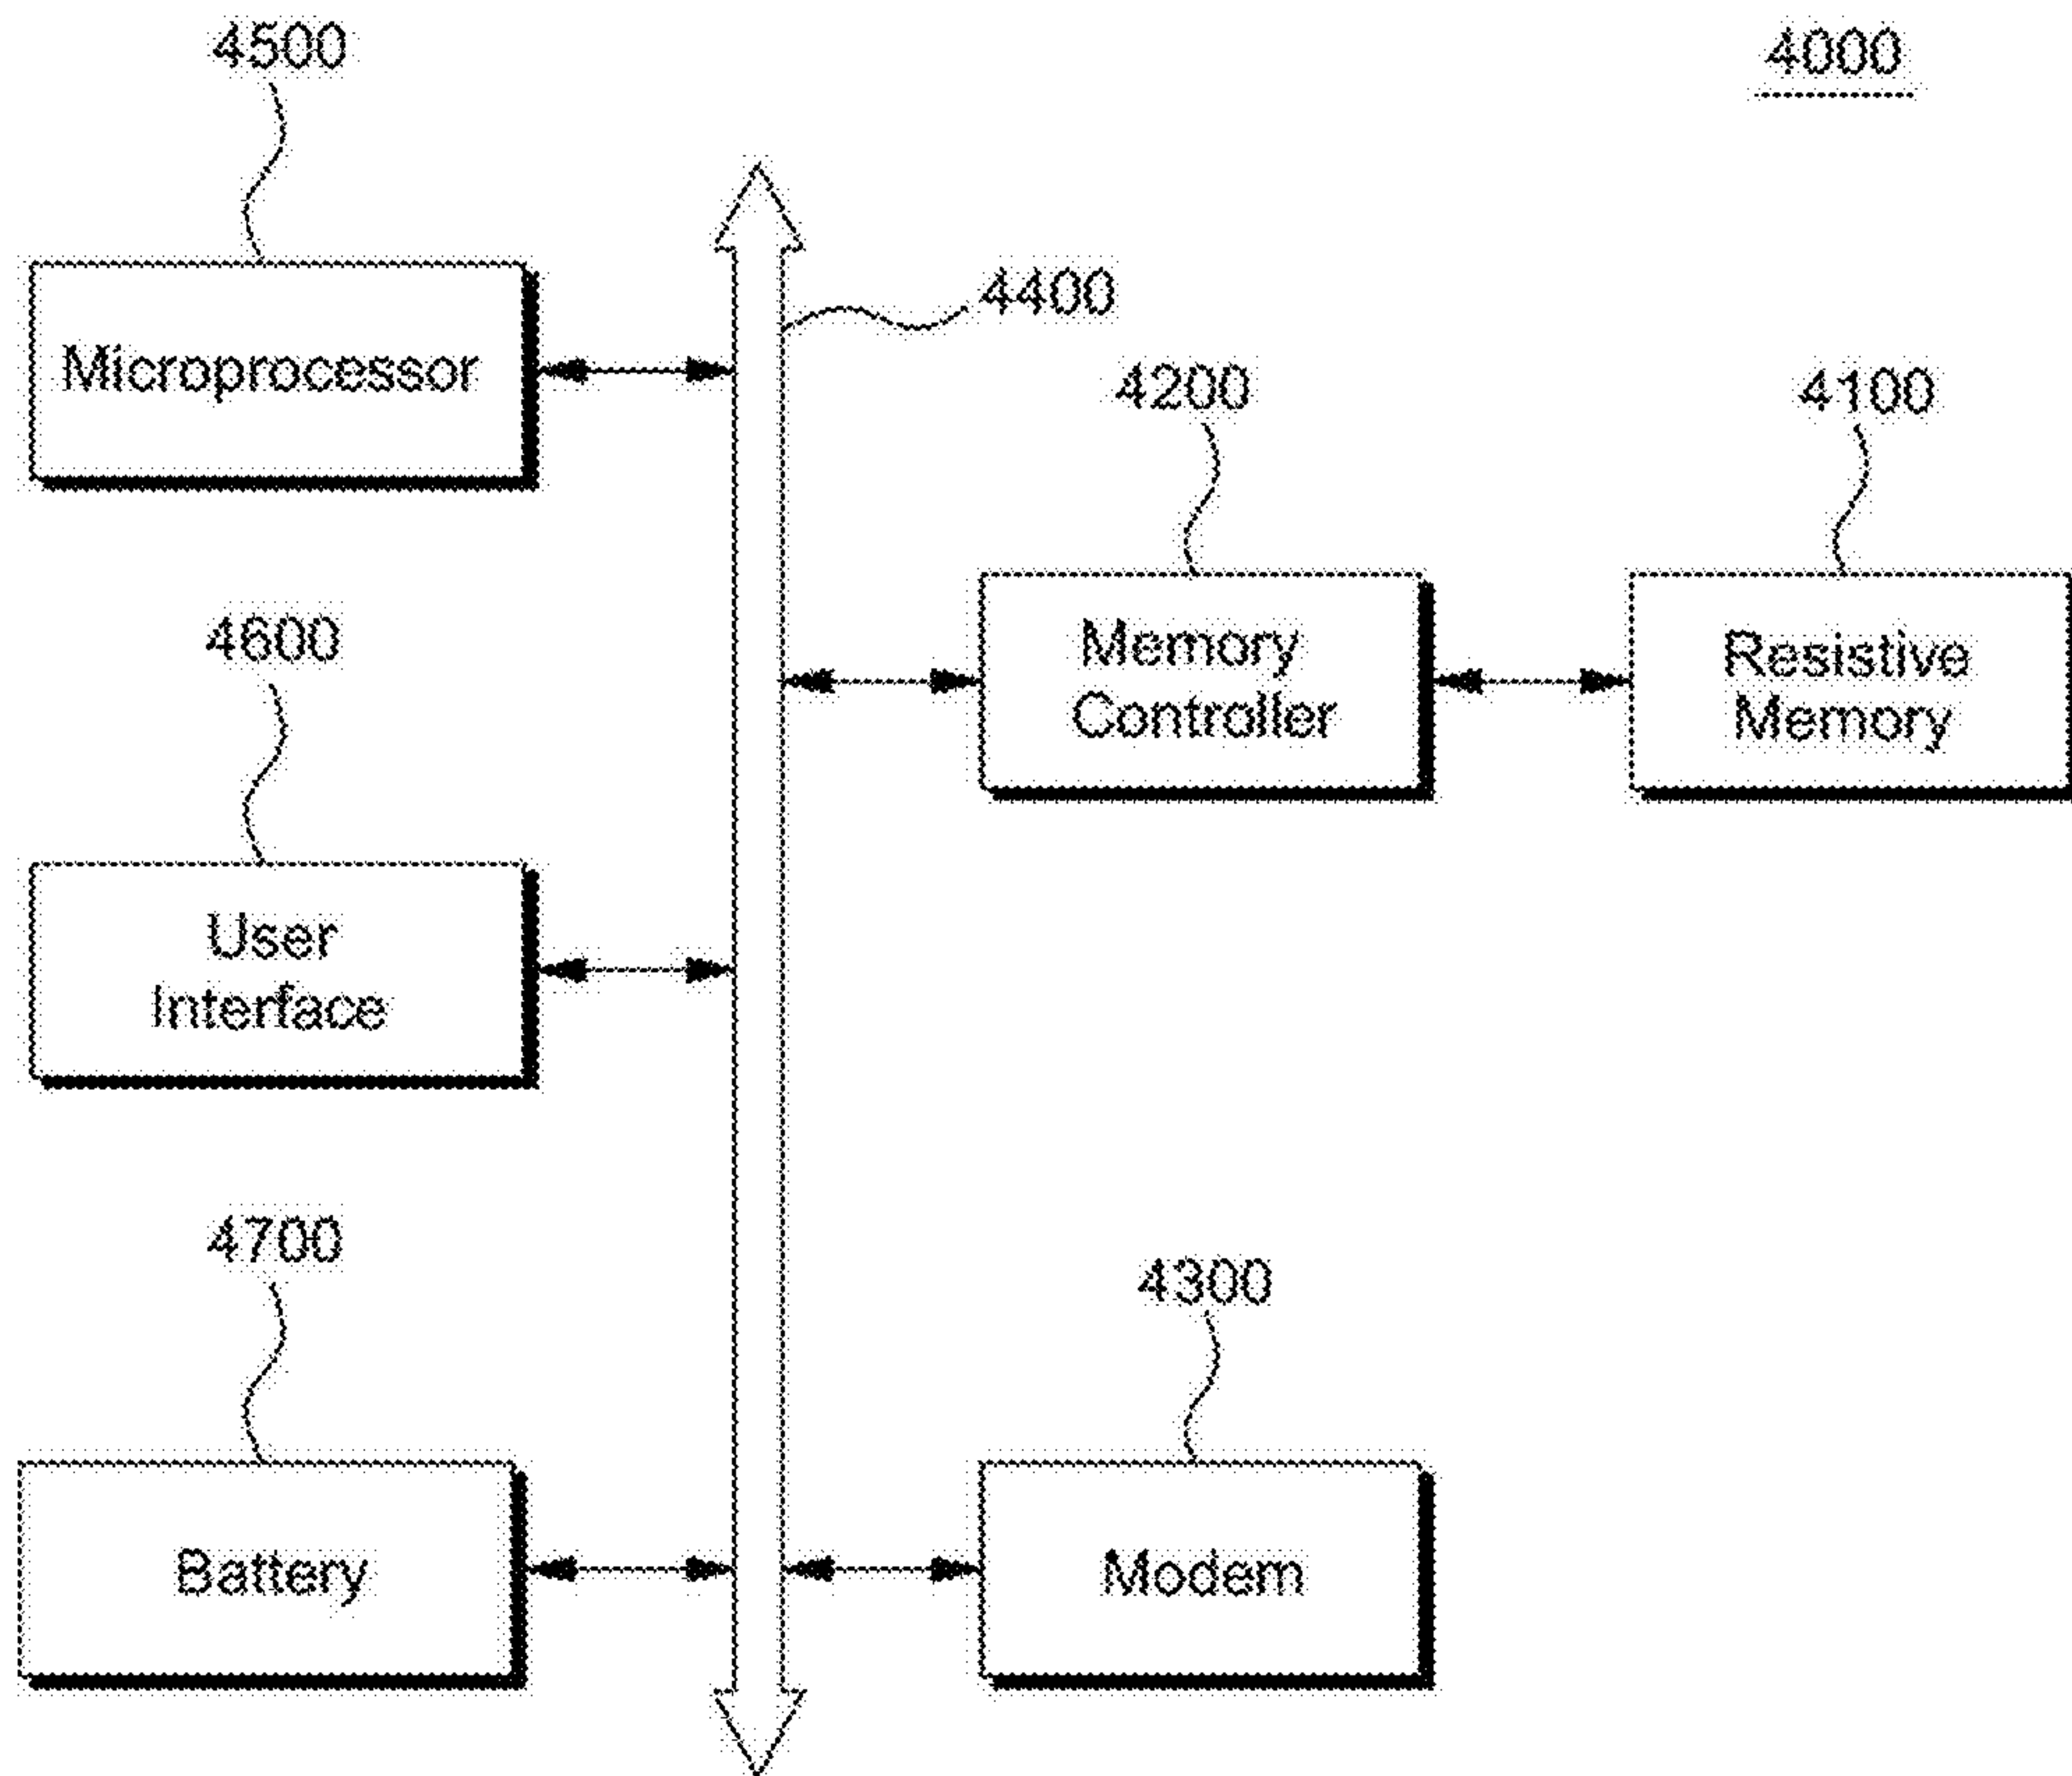 4500
4000
4400
Microprocessor
4200
4100
4600
Memory
Controller
Resistive
Memory
User
Interface
4700
4300
Battery
Modem